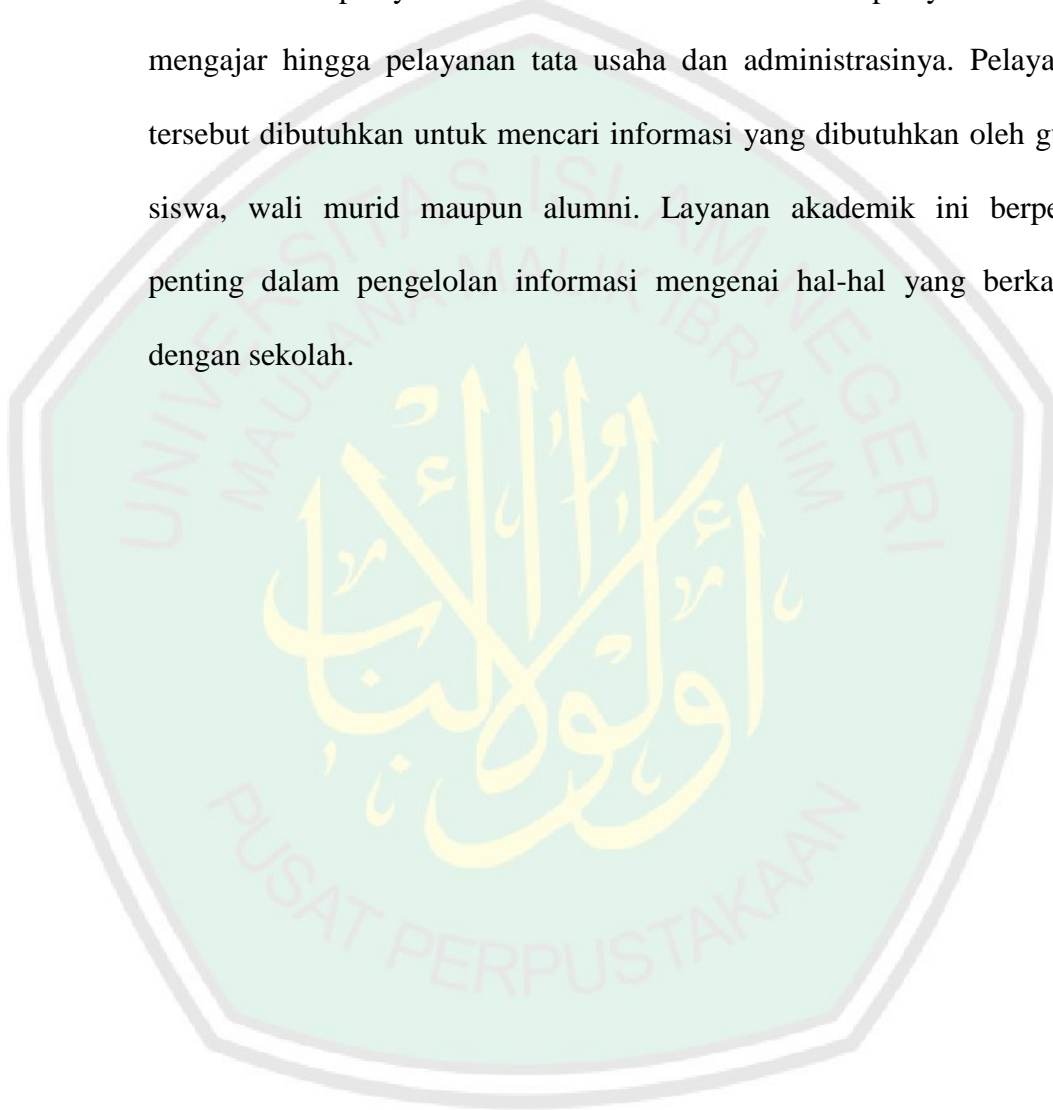 mengajar hingga pelayanan tata usaha dan administrasinya. Pelaya
tersebut dibutuhkan untuk mencari informasi yang dibutuhkan oleh g
siswa, wali murid maupun alumni. Layanan akademik ini berpe
penting dalam pengelolan informasi mengenai hal-hal yang berka
dengan sekolah.
UNIVERSITAS ISLAM NEGERI
MAULANA MALIK IBRAHIM
أولو الألباب
PUSAT PERPUSTAKAAN